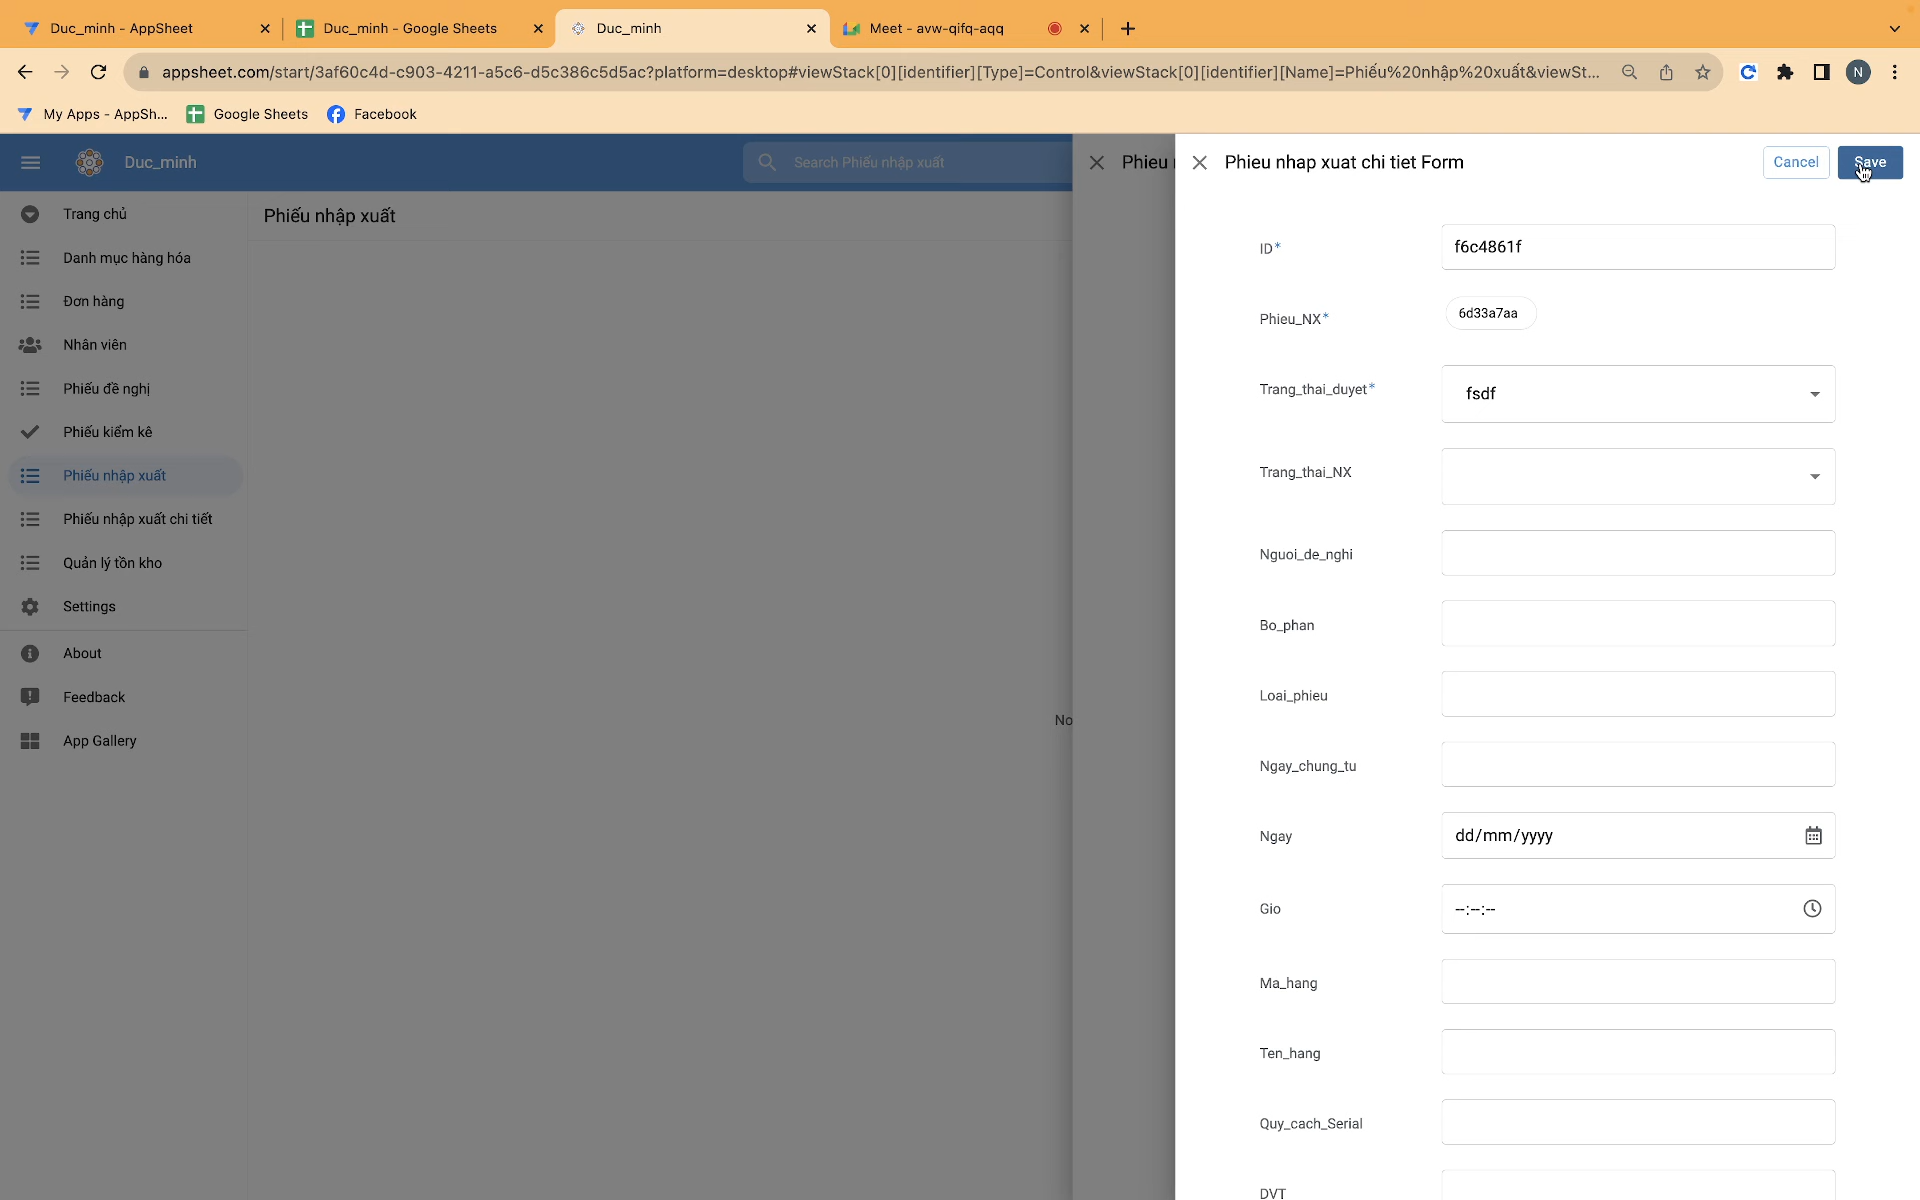 Duc_minh - AppSheet
Duc_minh - Google Sheets
Duc_minh
Meet - avw-qifq-aqq
appsheet.com/start/3af60c4d-c903-4211-a5c6-d5c386c5d5ac?platform=desktop#viewStack[0][identifier][Type]=Control&viewStack[0][identifier][Name]=Phiếu%20nhập%20xuất&viewSt...
N
My Apps - AppSh...
Google Sheets
Facebook
Duc_minh
Search Phiếu nhập xuất
Phieu
Phieu nhap xuat chi tiet Form
Cancel
Save
Trang chủ
Danh mục hàng hóa
Đơn hàng
Nhân viên
Phiếu đề nghị
Phiếu kiểm kê
Phiếu nhập xuất
Phiếu nhập xuất chi tiết
Quản lý tồn kho
Settings
About
Feedback
App Gallery
Phiếu nhập xuất
No
ID*
f6c4861f
Phieu_NX*
6d33a7aa
Trang_thai_duyet*
fsdf
Trang_thai_NX
Nguoi_de_nghi
Bo_phan
Loai_phieu
Ngay_chung_tu
Ngay
dd/mm/yyyy
Gio
--:--:--
Ma_hang
Ten_hang
Quy_cach_Serial
DVT